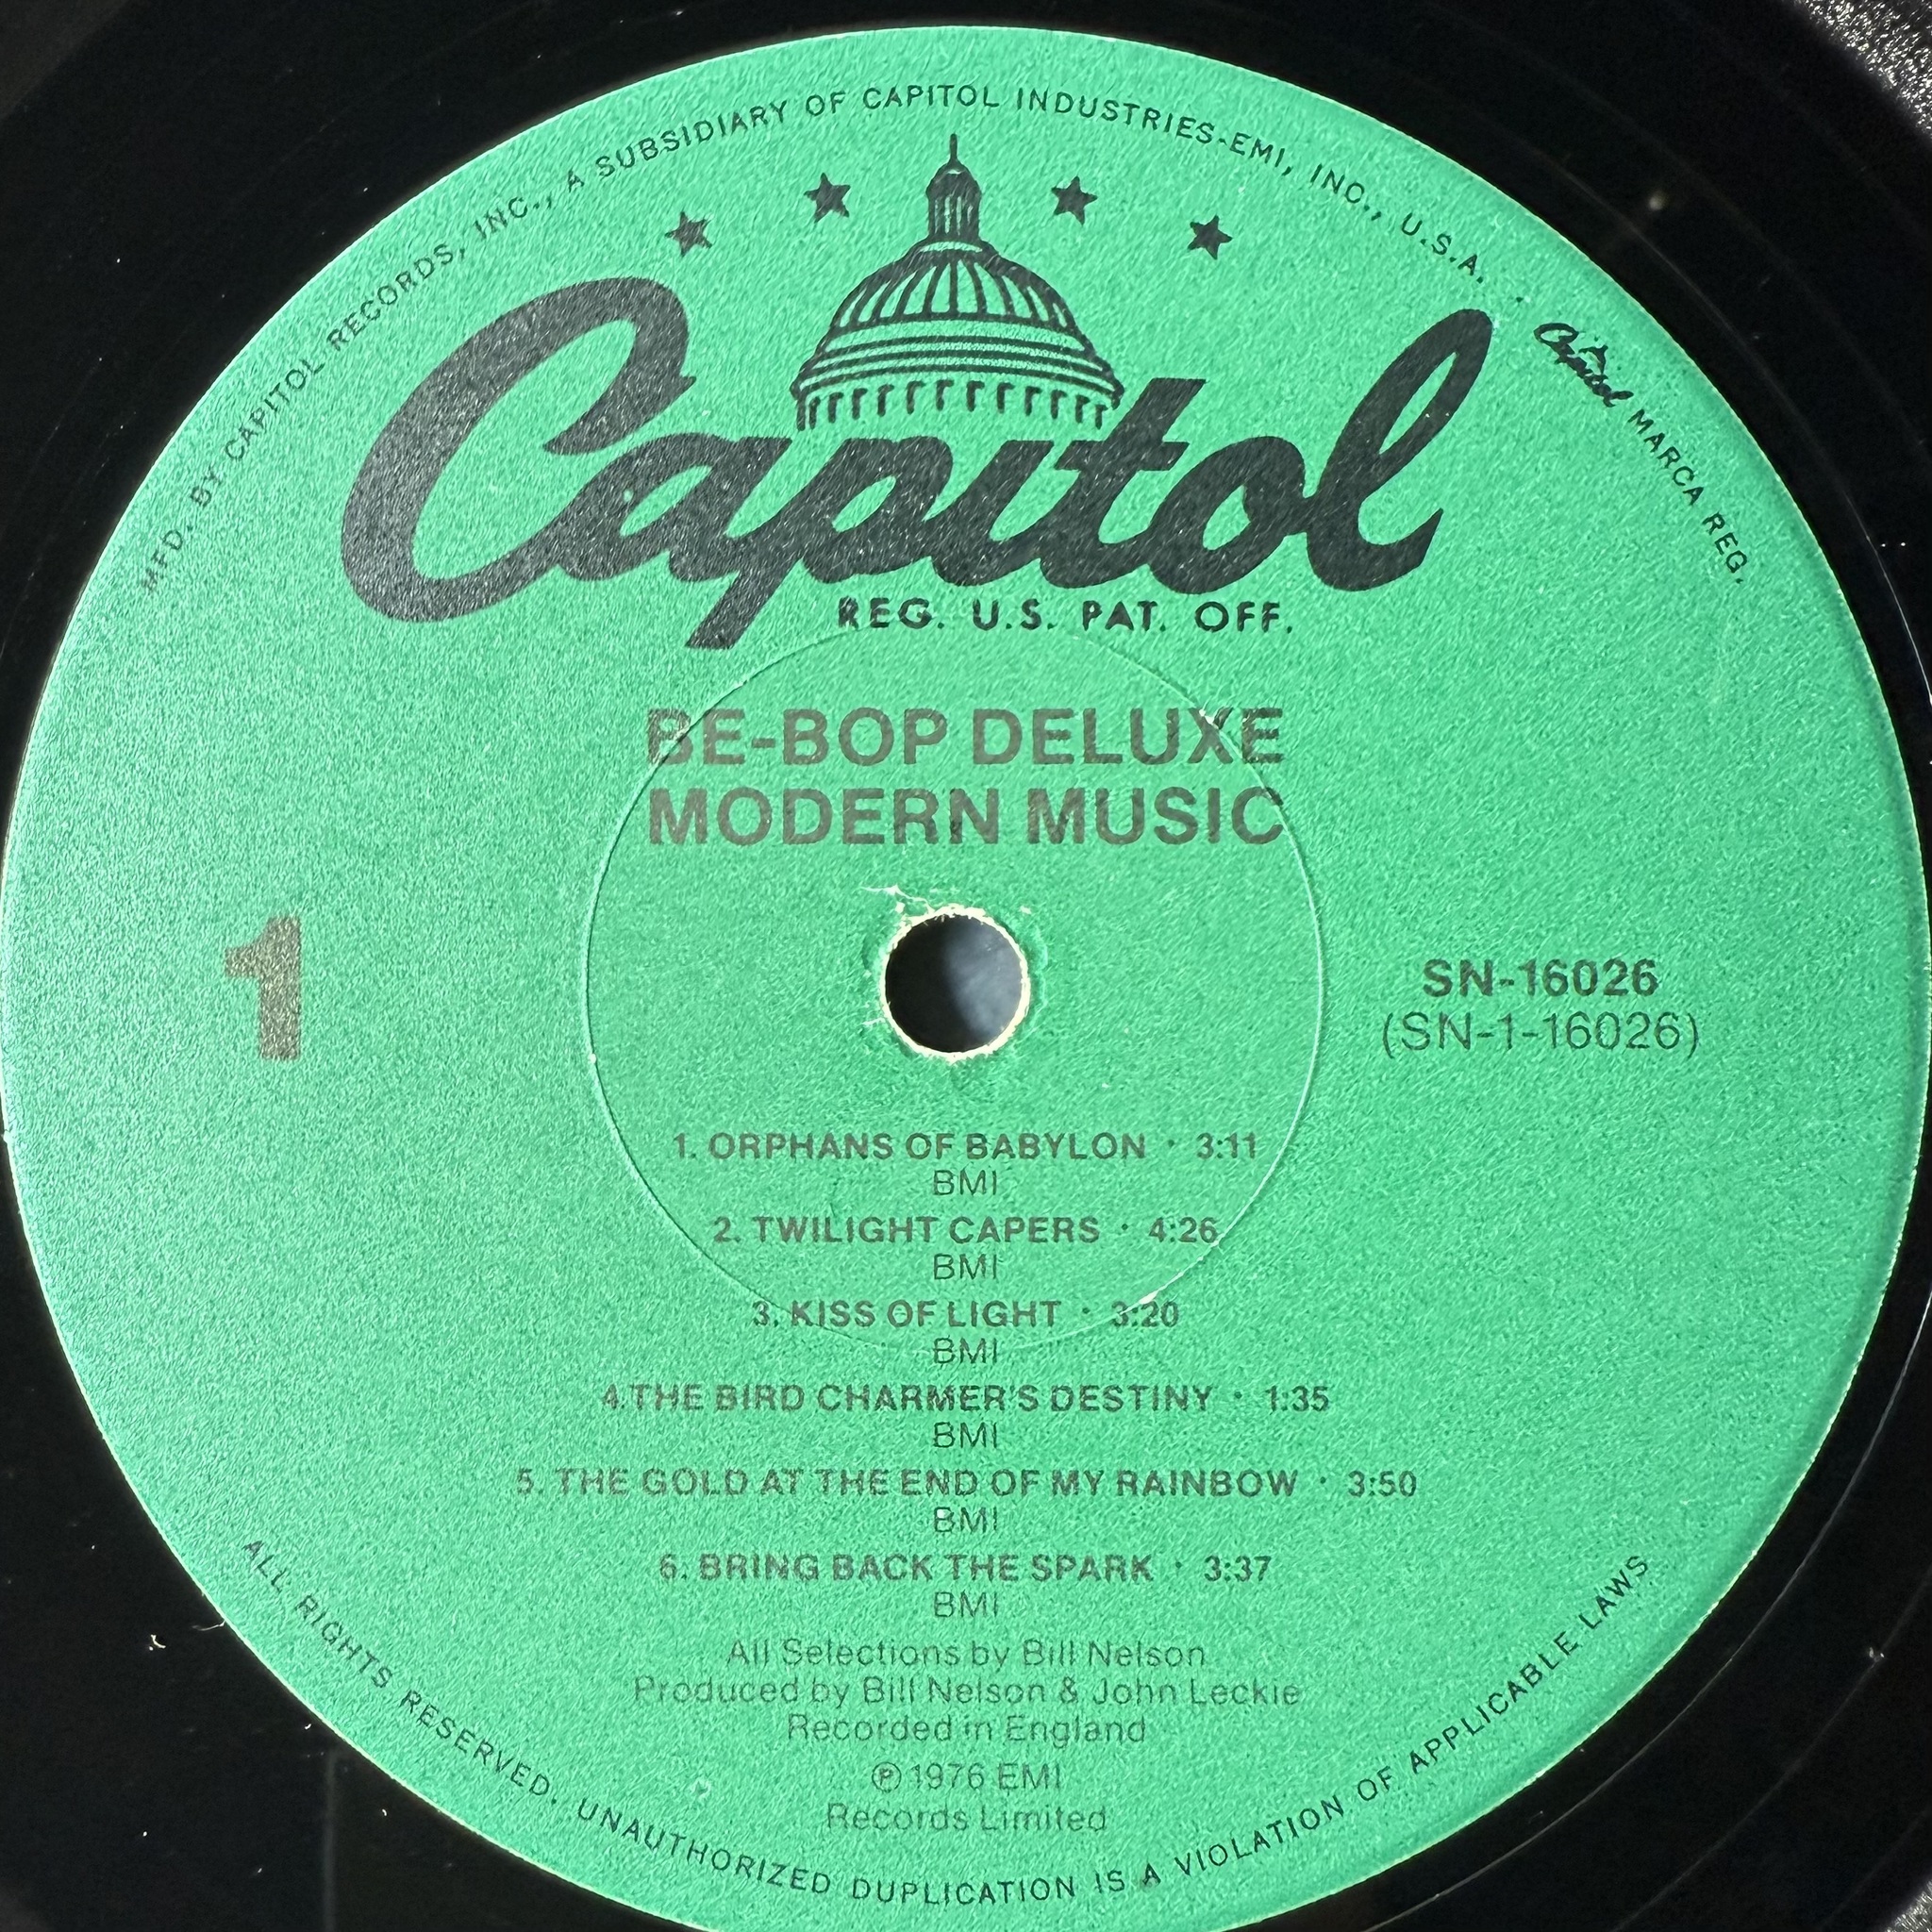 MFD. BY CAPITOL RECORDS, INC., A SUBSIDIARY OF CAPITOL INDUSTRIES-EMI, INC., U.S.A. . Capitol MARCA REG.
Capitol
REG. U.S. PAT. OFF.
BE-BOP DELUXE
MODERN MUSIC
1
SN-16026
(SN-1-16026)
1. ORPHANS OF BABYLON · 3:11
BMI
2. TWILIGHT CAPERS · 4:26
BMI
3. KISS OF LIGHT · 3:20
BMI
4.THE BIRD CHARMER'S DESTINY · 1:35
BMI
5. THE GOLD AT THE END OF MY RAINBOW · 3:50
BMI
6. BRING BACK THE SPARK · 3:37
BMI
All Selections by Bill Nelson
Produced by Bill Nelson & John Leckie
Recorded in England
℗ 1976 EMI
Records Limited
ALL RIGHTS RESERVED. UNAUTHORIZED DUPLICATION IS A VIOLATION OF APPLICABLE LAWS